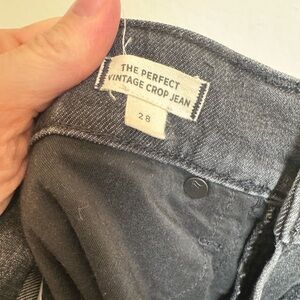 THE PERFECT
VINTAGE CROP JEAN
28